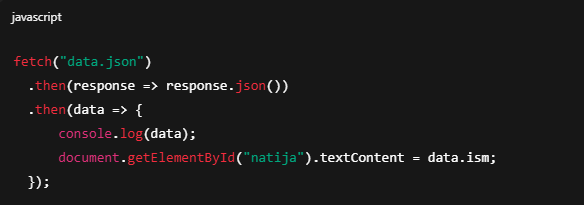 javascript
fetch("data.json")
  .then(response => response.json())
  .then(data => {
      console.log(data);
      document.getElementById("natija").textContent = data.ism;
  });